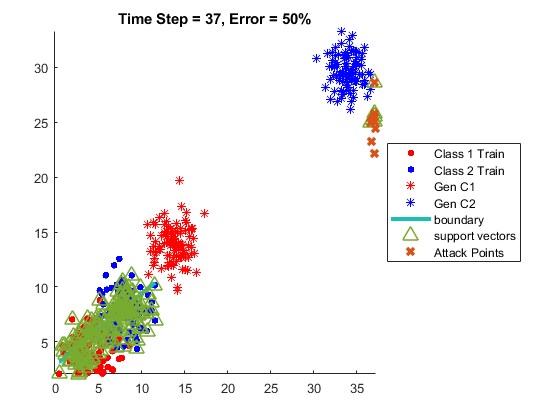 Time Step = 37, Error = 50%
30
25
20
15
10
5
0 5 10 15 20 25 30 35
Class 1 Train
Class 2 Train
Gen C1
Gen C2
boundary
support vectors
Attack Points